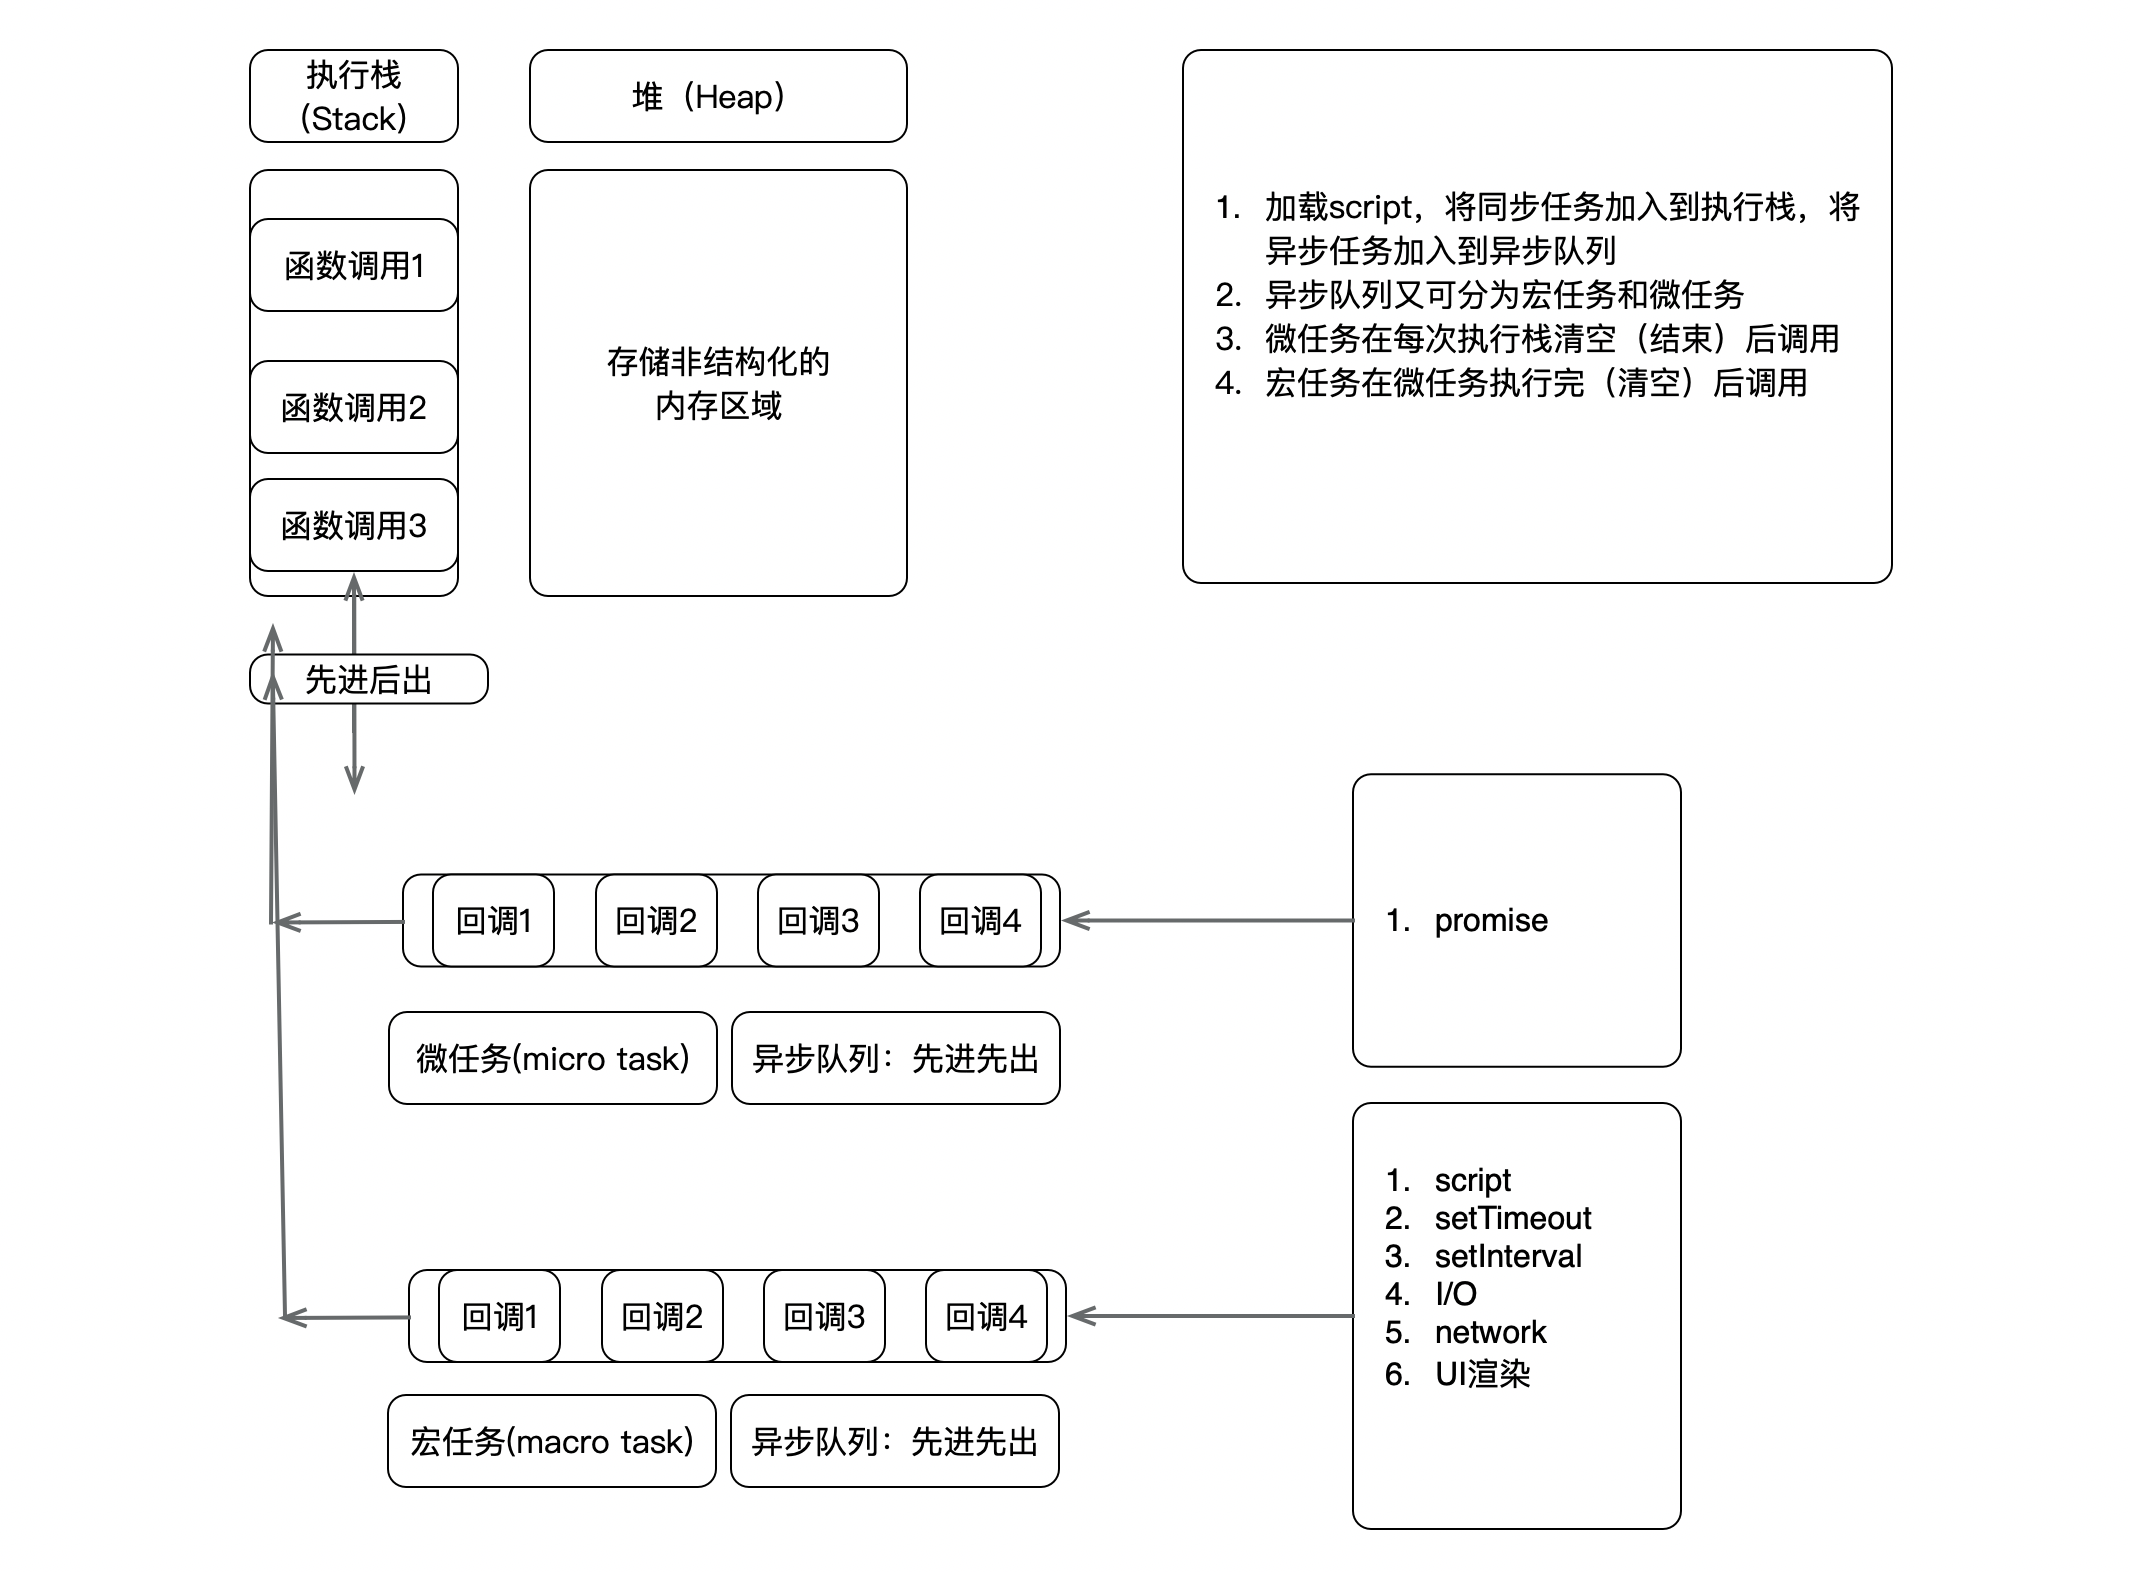 执行栈
（Stack）
堆（Heap）
函数调用1
函数调用2
函数调用3
存储非结构化的
内存区域
1. 加载script，将同步任务加入到执行栈，将
异步任务加入到异步队列
2. 异步队列又可分为宏任务和微任务
3. 微任务在每次执行栈清空（结束）后调用
4. 宏任务在微任务执行完（清空）后调用
先进后出
回调1
回调2
回调3
回调4
1. promise
微任务(micro task)
异步队列：先进先出
回调1
回调2
回调3
回调4
1. script
2. setTimeout
3. setInterval
4. I/O
5. network
6. UI渲染
宏任务(macro task)
异步队列：先进先出